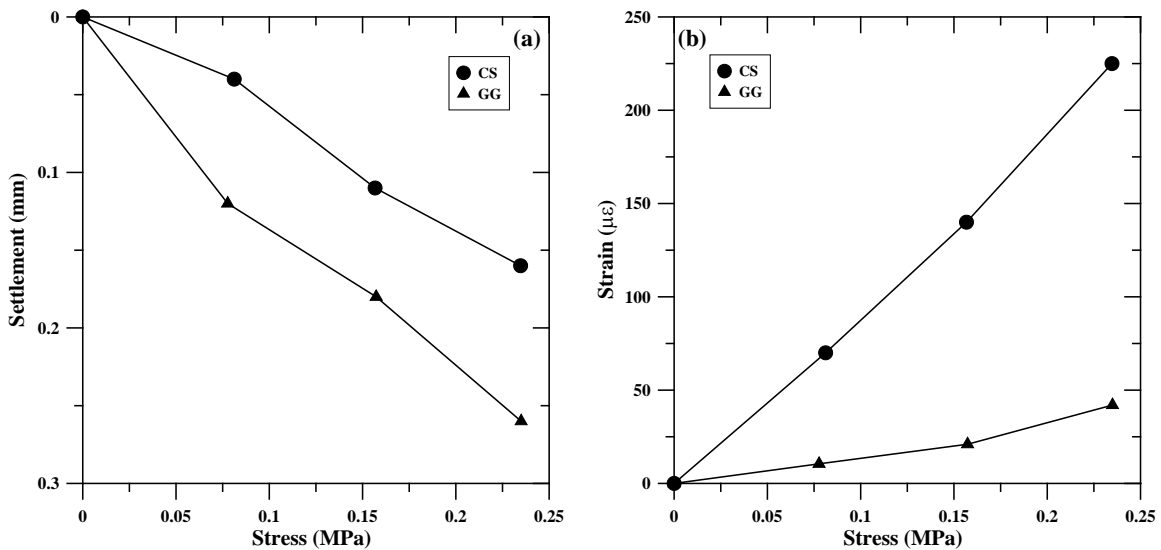 (a)
CS
GG
0
0.1
0.2
0.3
Settlement (mm)
0 0.05 0.1 0.15 0.2 0.25
Stress (MPa)
(b)
CS
GG
250
200
150
100
50
0
Strain (με)
0 0.05 0.1 0.15 0.2 0.25
Stress (MPa)